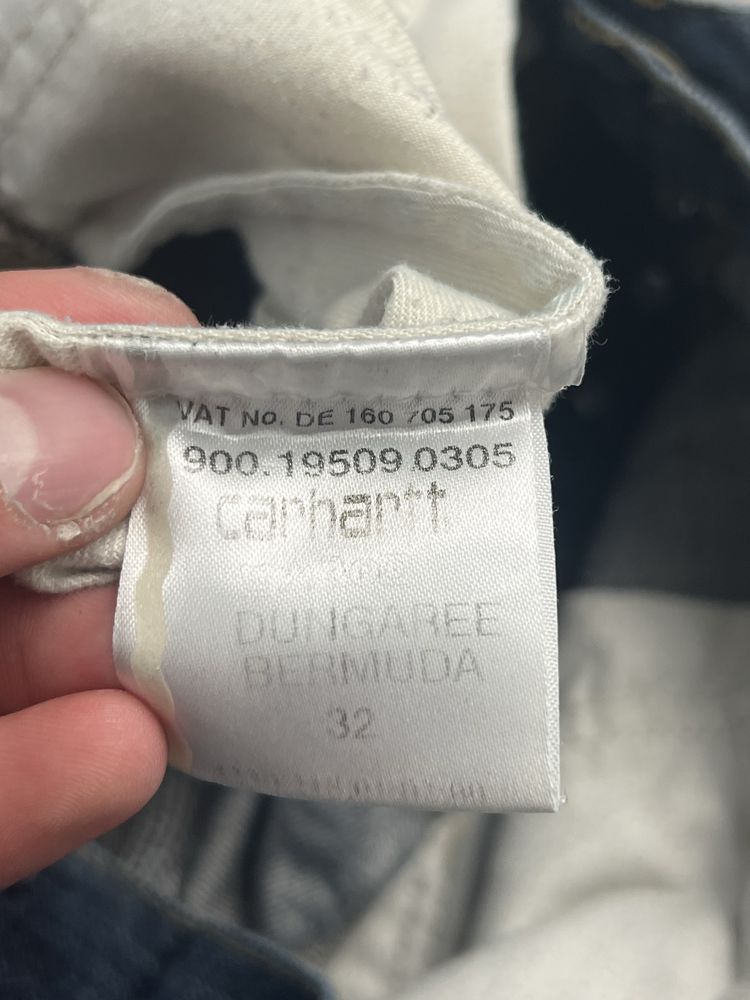 VAT No. DE 160 705 175
900.19509.0305
carhartt
DUNGAREE
BERMUDA
32